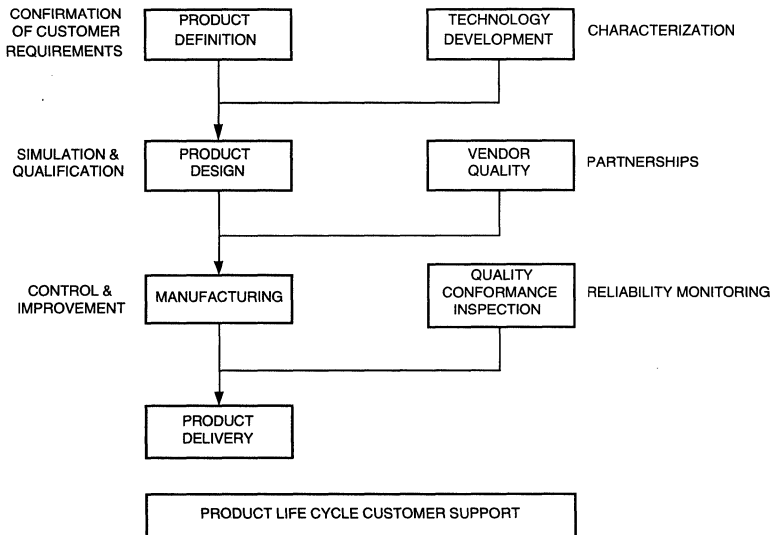 CONFIRMATION
OF CUSTOMER
REQUIREMENTS
PRODUCT
DEFINITION
TECHNOLOGY
DEVELOPMENT
CHARACTERIZATION
SIMULATION &
QUALIFICATION
PRODUCT
DESIGN
VENDOR
QUALITY
PARTNERSHIPS
CONTROL &
IMPROVEMENT
MANUFACTURING
QUALITY
CONFORMANCE
INSPECTION
RELIABILITY MONITORING
PRODUCT
DELIVERY
PRODUCT LIFE CYCLE CUSTOMER SUPPORT